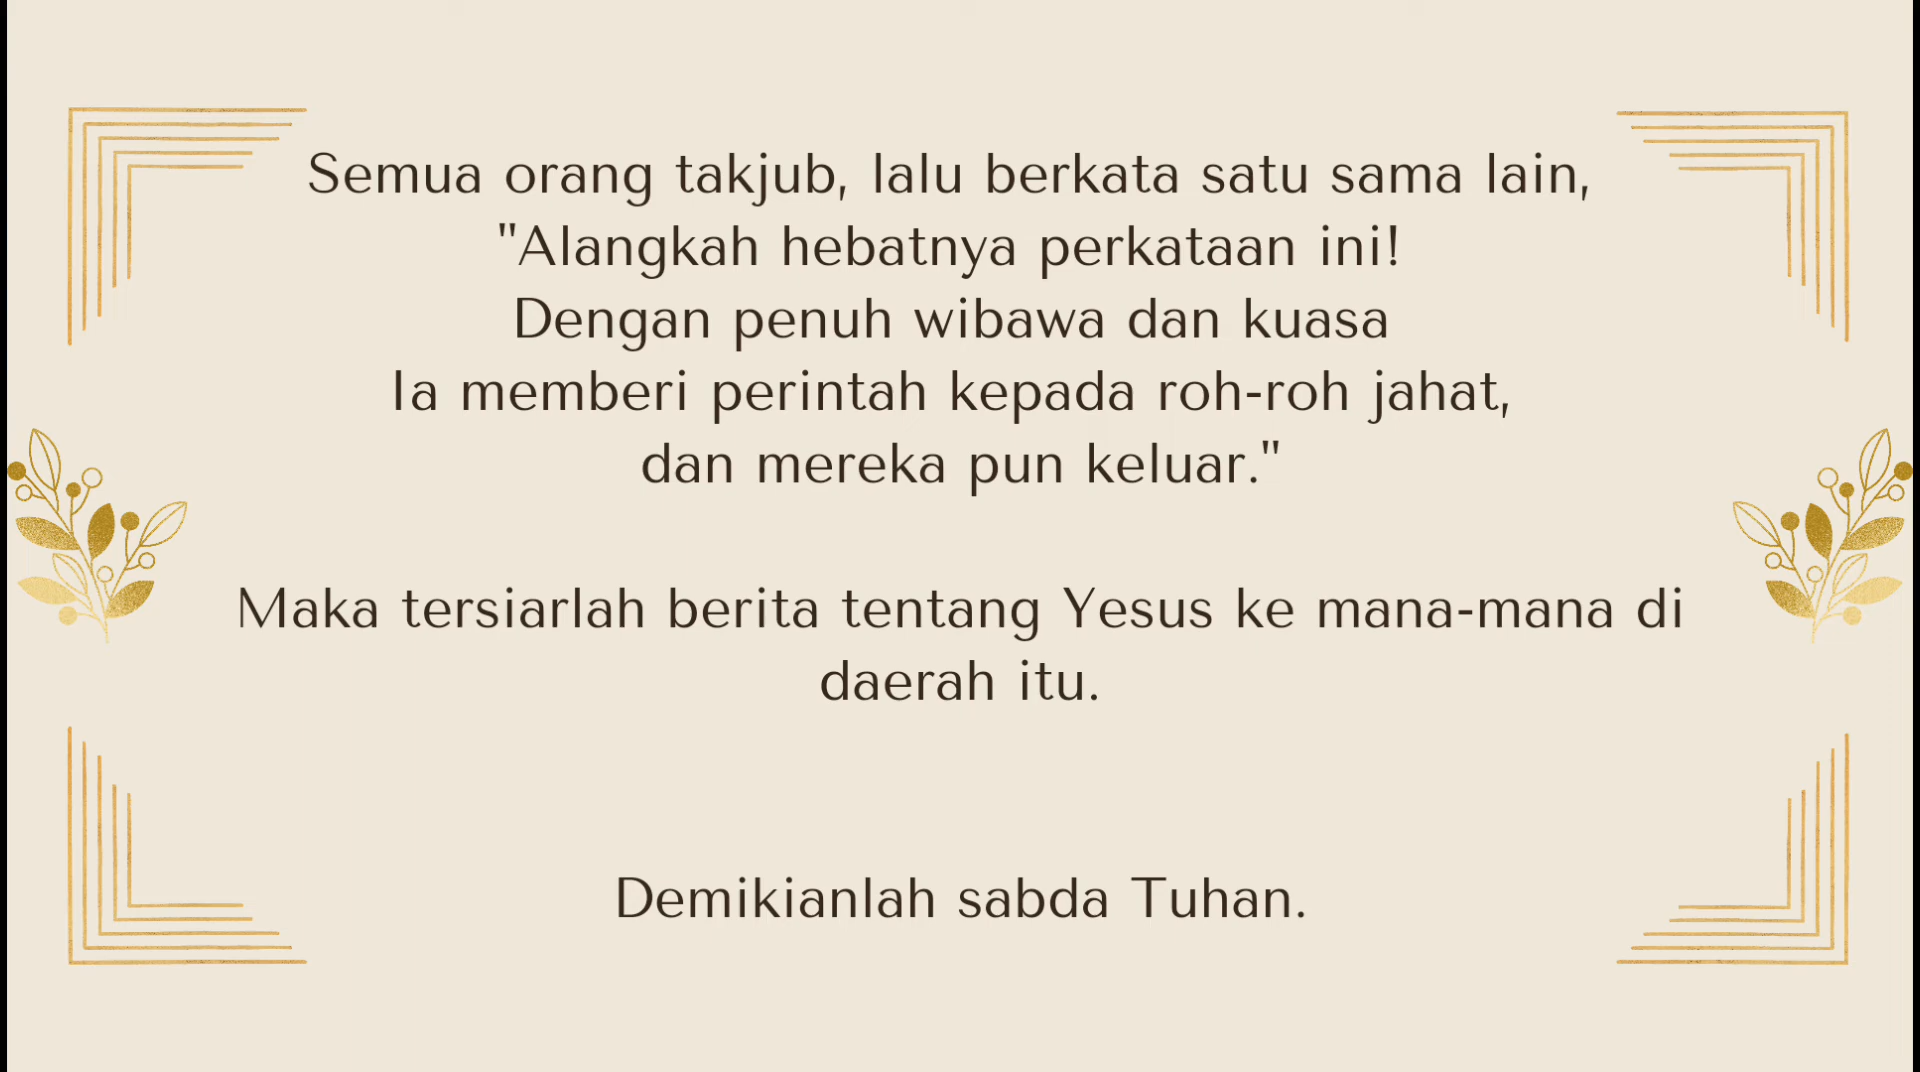 Semua orang takjub, lalu berkata satu sama lain,
"Alangkah hebatnya perkataan ini!
Dengan penuh wibawa dan kuasa
Ia memberi perintah kepada roh-roh jahat,
dan mereka pun keluar."
Maka tersiarlah berita tentang Yesus ke mana-mana di
daerah itu.
Demikianlah sabda Tuhan.